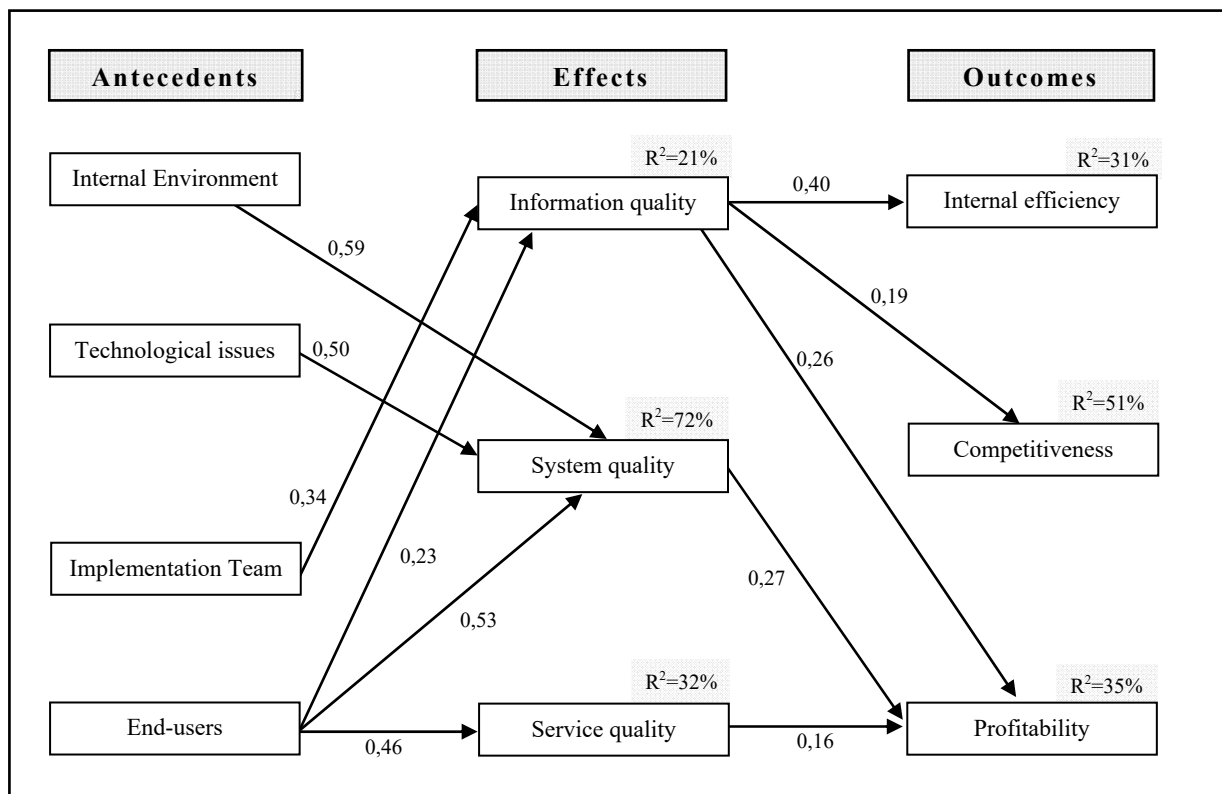 Antecedents
Effects
Outcomes
R²=21%
R²=31%
Internal Environment
Information quality
0,40
Internal efficiency
0,59
0,19
Technological issues
0,50
0,26
R²=72%
R²=51%
System quality
Competitiveness
0,34
Implementation Team
0,23
0,27
0,53
R²=32%
R²=35%
End-users
0,46
Service quality
0,16
Profitability